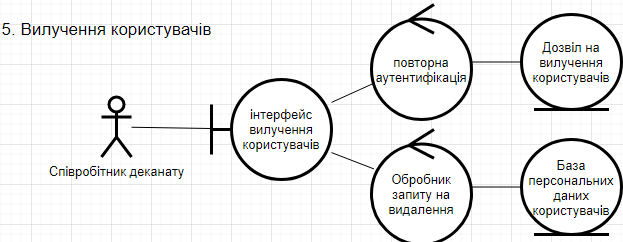 5. Вилучення користувачів
повторна
аутентифікація
Дозвіл на
вилучення
користувачів
інтерфейс
вилучення
користувачів
Співробітник деканату
Обробник
запиту на
видалення
База
персональних
даних
користувачів